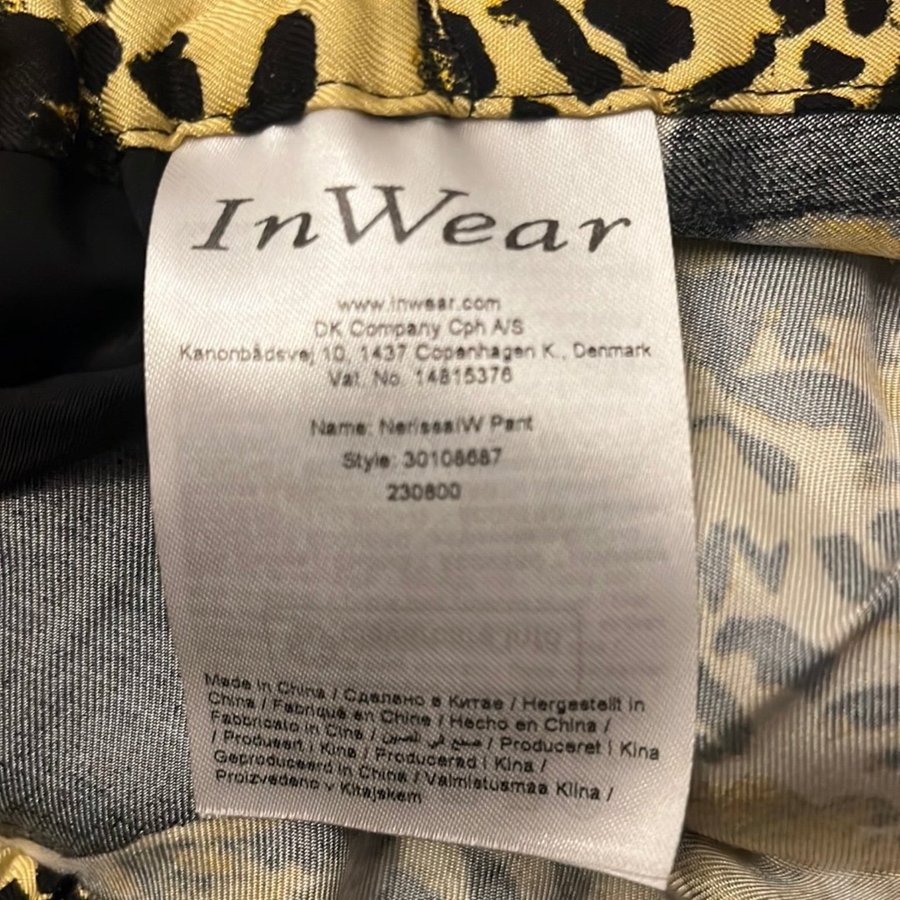 InWear
www.inwear.com
DK Company Cph A/S
Kanonbådsvej 10, 1437 Copenhagen K., Denmark
Vat. No. 14815376
Name: NerissaIW Pant
Style: 30108687
230800
Made in China / Сделано в Китае / Hergestellt in
China / Fabriqué en Chine / Hecho en China /
Fabbricato in Cina / صنع في الصين / Produceret i Kina
/ Produsert i Kina / Producerad i Kina /
Geproduceerd in China / Valmistusmaa Kiina /
Proizvedeno v Kitajskem